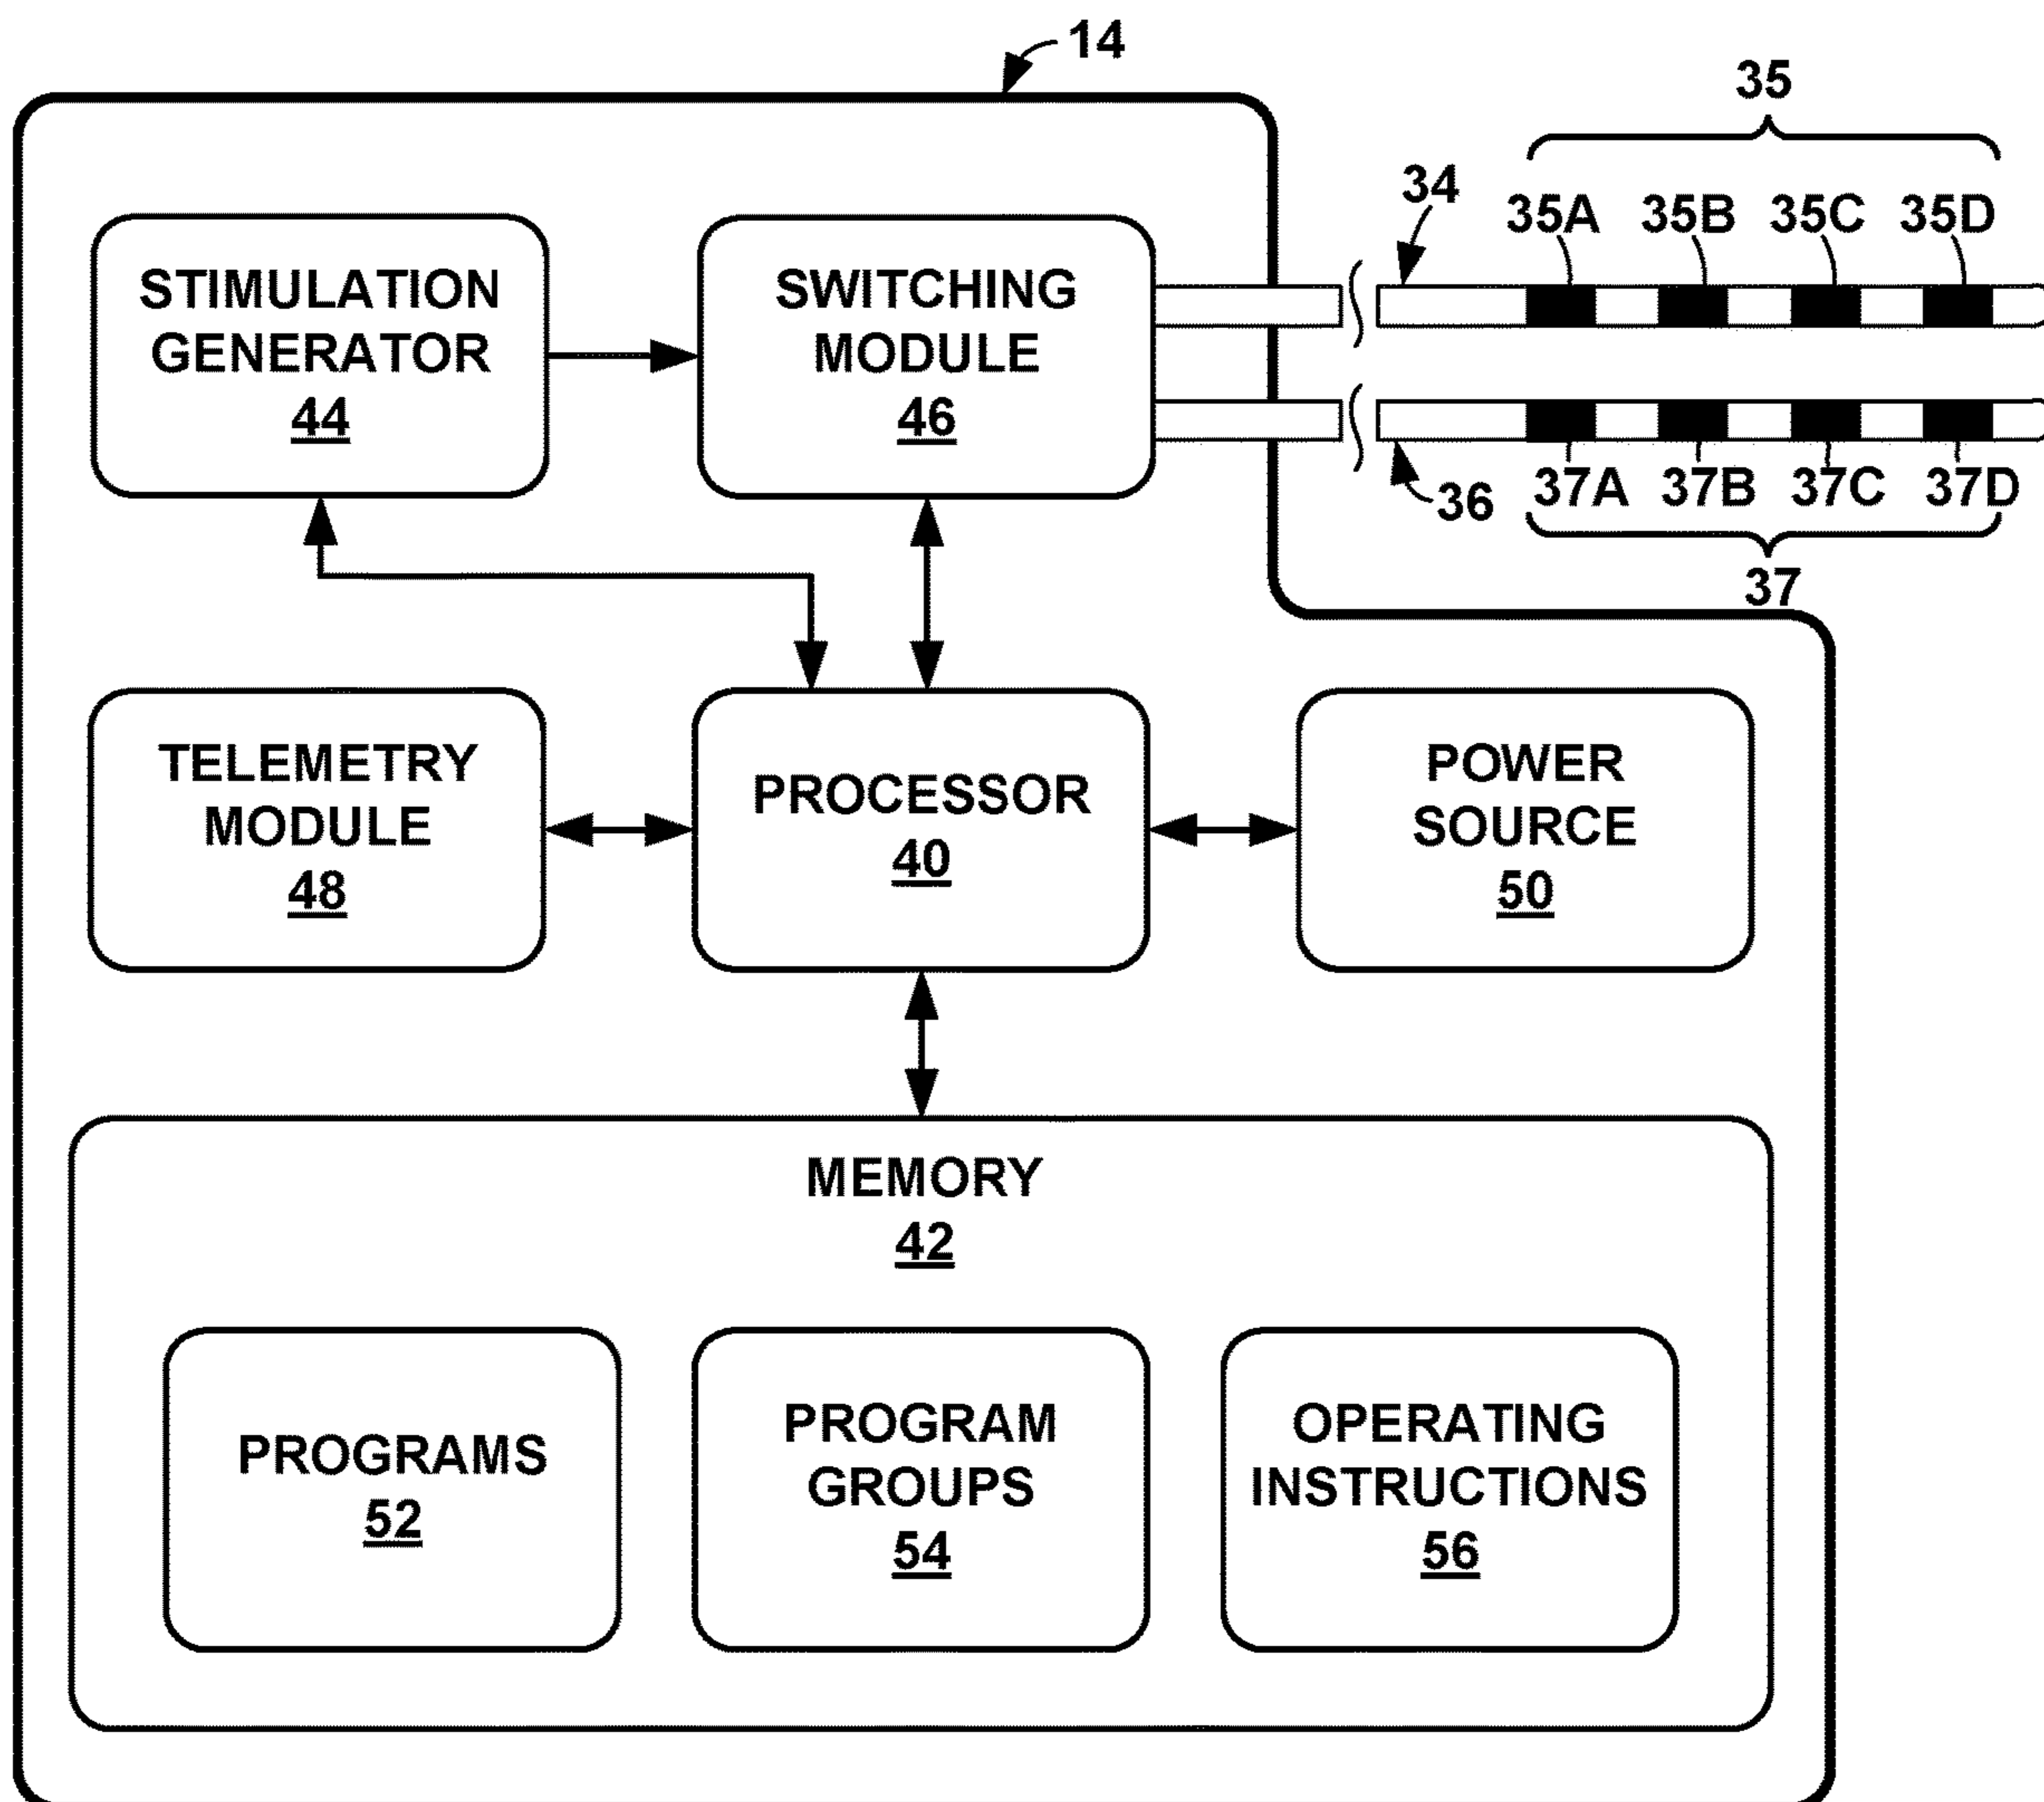 14
35
34
35A 35B 35C 35D
STIMULATION
GENERATOR
44
SWITCHING
MODULE
46
36
37A 37B 37C 37D
37
TELEMETRY
MODULE
48
PROCESSOR
40
POWER
SOURCE
50
MEMORY
42
PROGRAMS
52
PROGRAM
GROUPS
54
OPERATING
INSTRUCTIONS
56